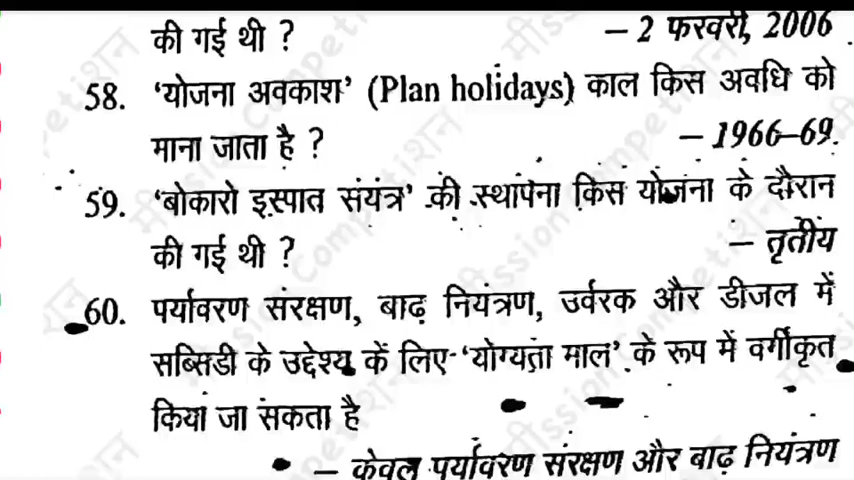 की गई थी ? – 2 फरवरी, 2006
58. ‘योजना अवकाश’ (Plan holidays) काल किस अवधि को
माना जाता है ? – 1966–69.
59. ‘बोकारो इस्पात संयंत्र’ की स्थापना किस योजना के दौरान
की गई थी ? – तृतीय
60. पर्यावरण संरक्षण, बाढ़ नियंत्रण, उर्वरक और डीजल में
सब्सिडी के उद्देश्य के लिए ‘योग्यता माल’ के रूप में वर्गीकृत
किया जा सकता है
– केवल पर्यावरण संरक्षण और बाढ़ नियंत्रण